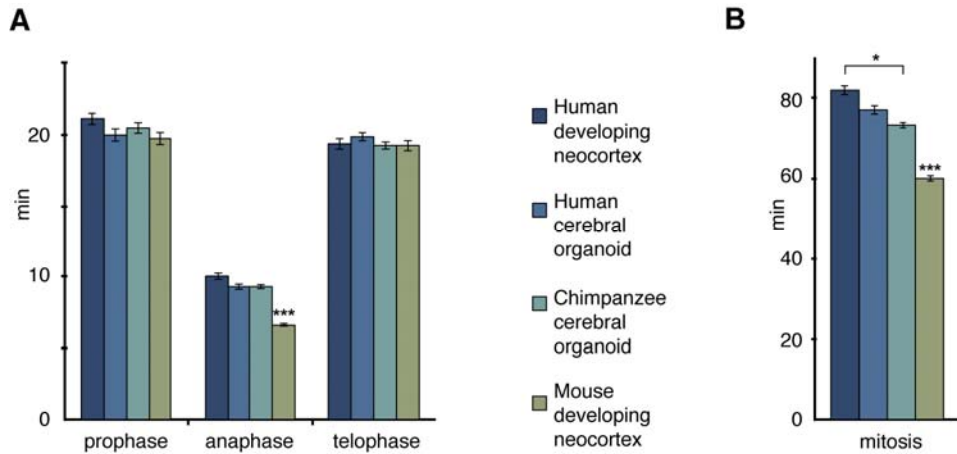 A
B
min
20
10
0
***
prophase
anaphase
telophase
Human
developing
neocortex
Human
cerebral
organoid
Chimpanzee
cerebral
organoid
Mouse
developing
neocortex
min
80
60
40
20
0
*
***
mitosis